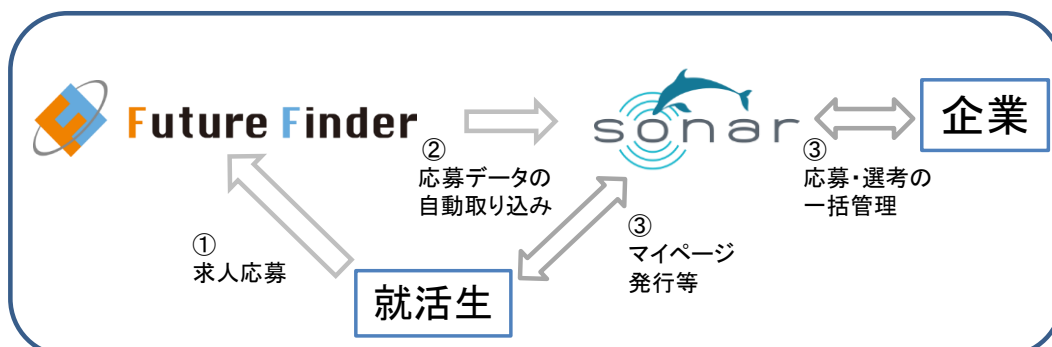 Future Finder
sonar
企業
②
応募データの
自動取り込み
③
応募・選考の
一括管理
①
求人応募
③
マイページ
発行等
就活生